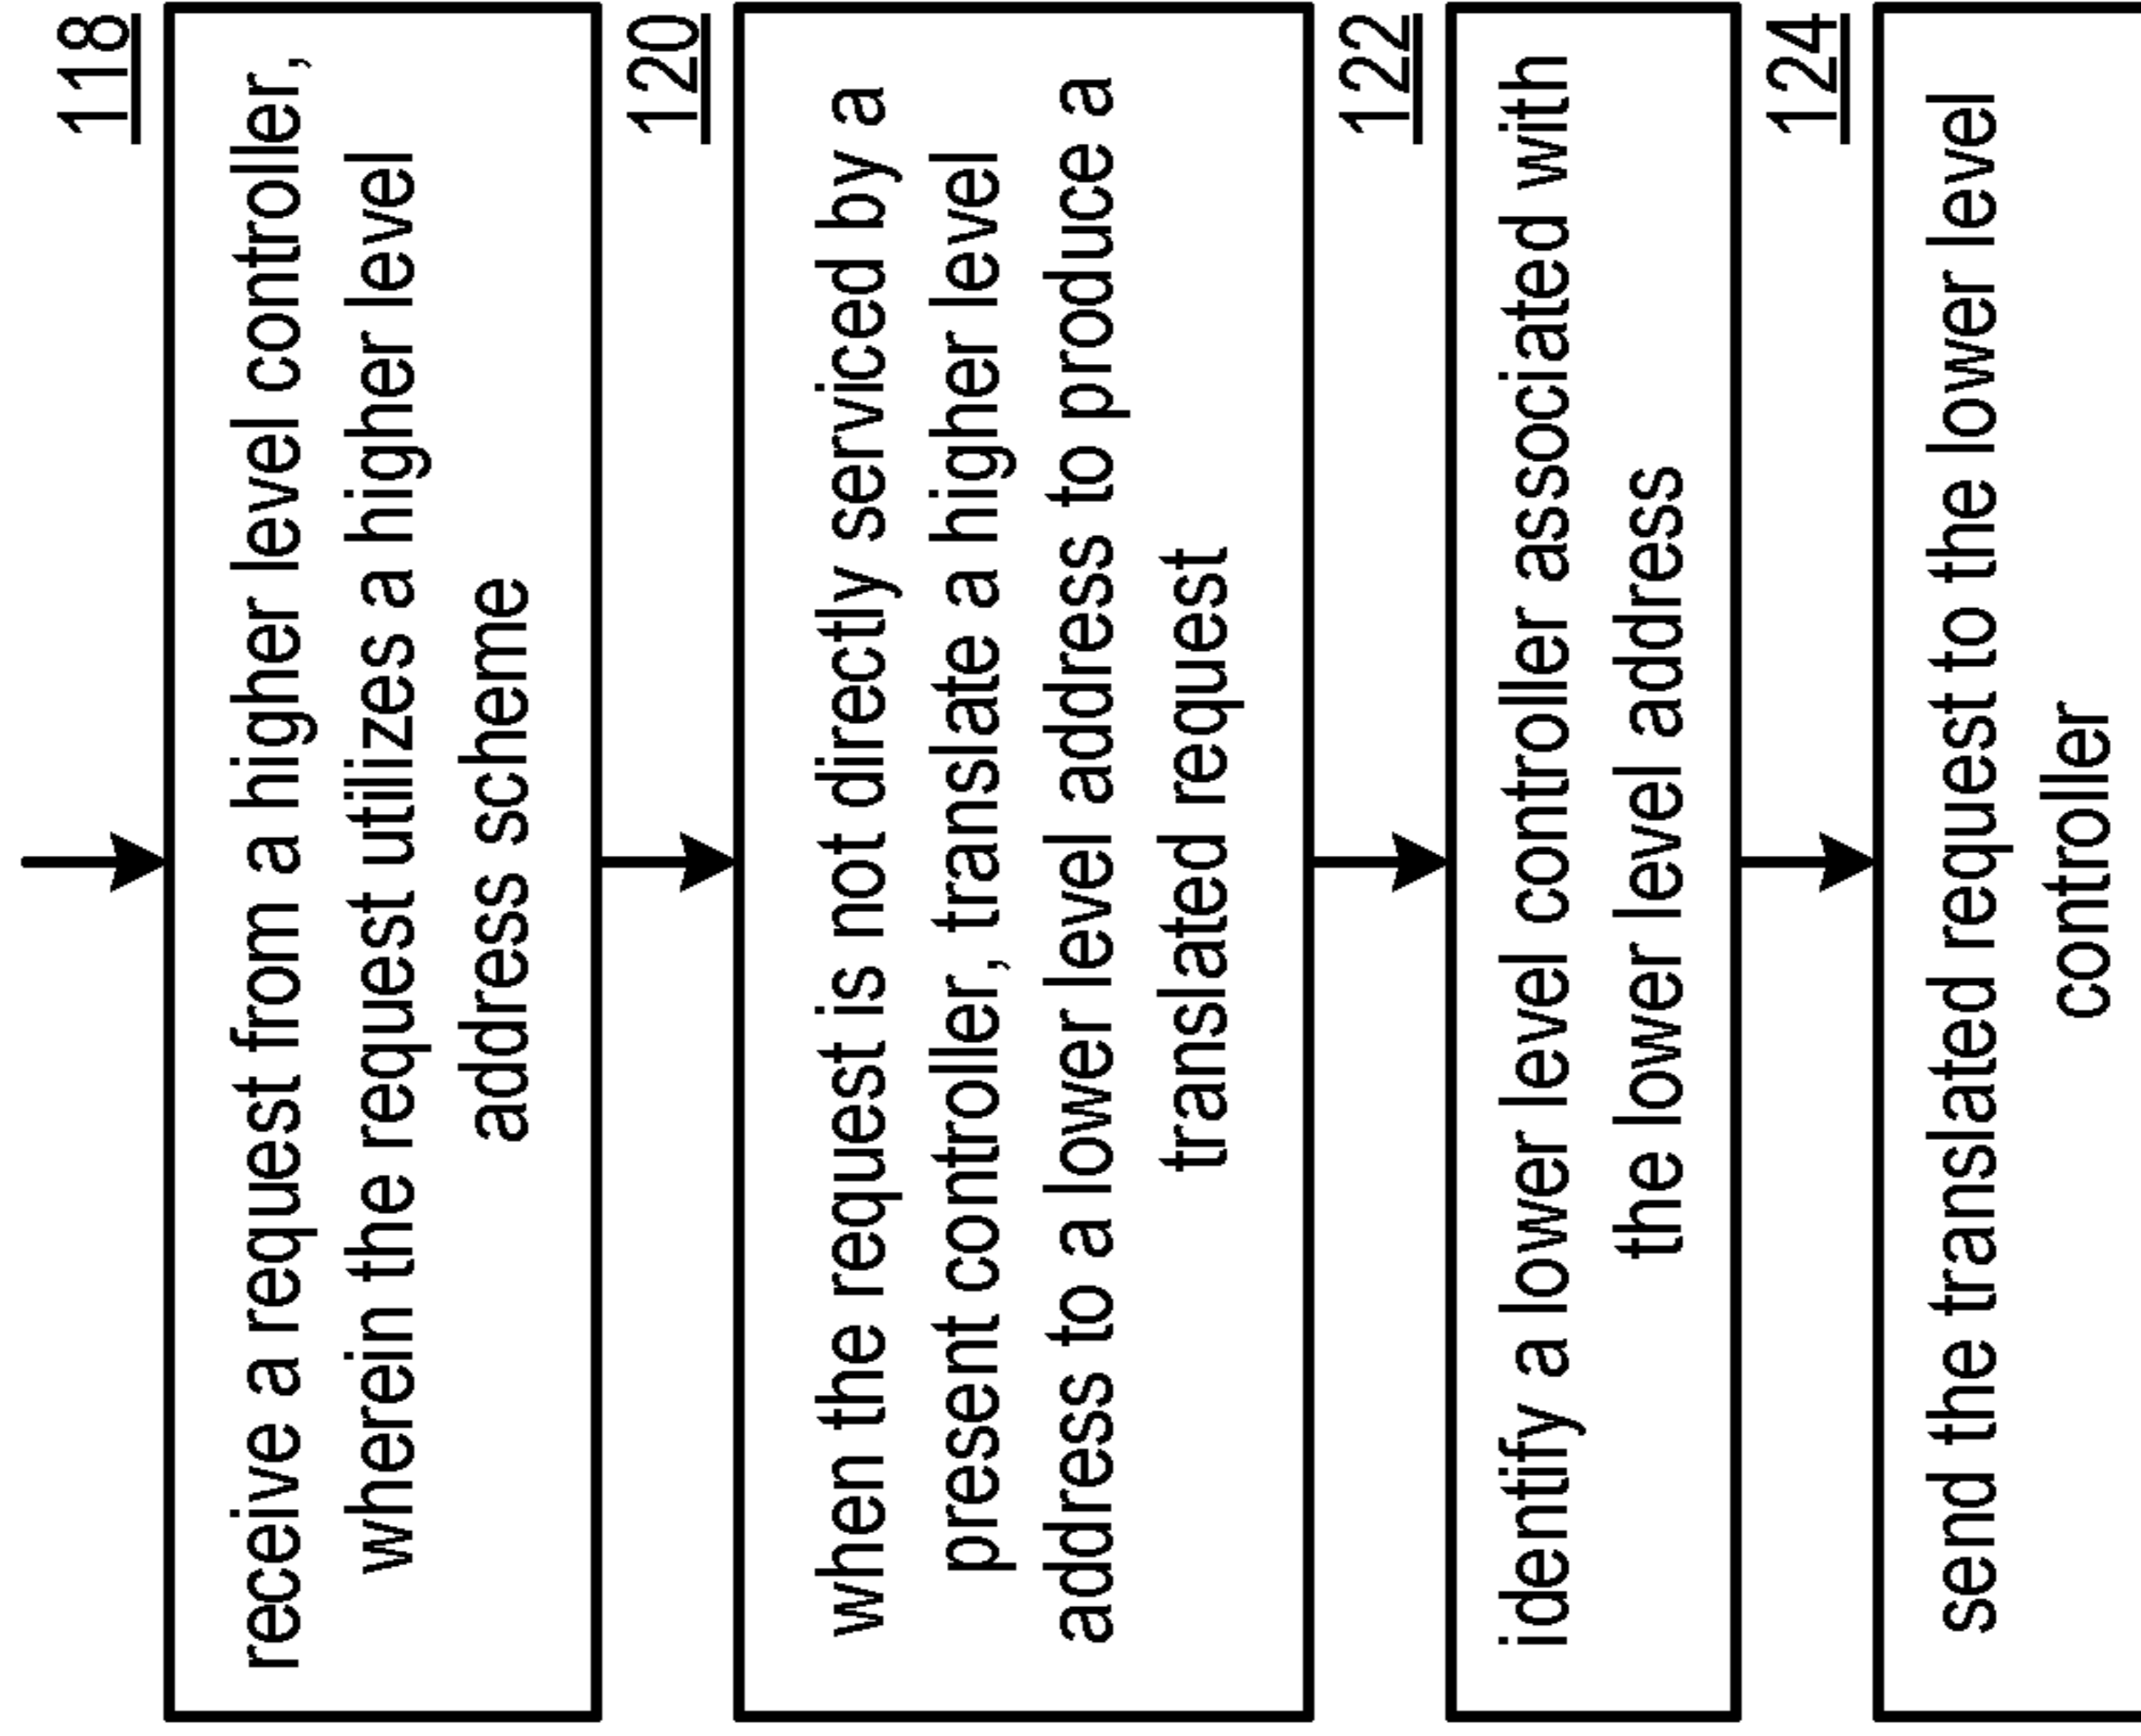 118
receive a request from a higher level controller,
wherein the request utilizes a higher level
address scheme
120
when the request is not directly serviced by a
present controller, translate a higher level
address to a lower level address to produce a
translated request
122
identify a lower level controller associated with
the lower level address
124
send the translated request to the lower level
controller